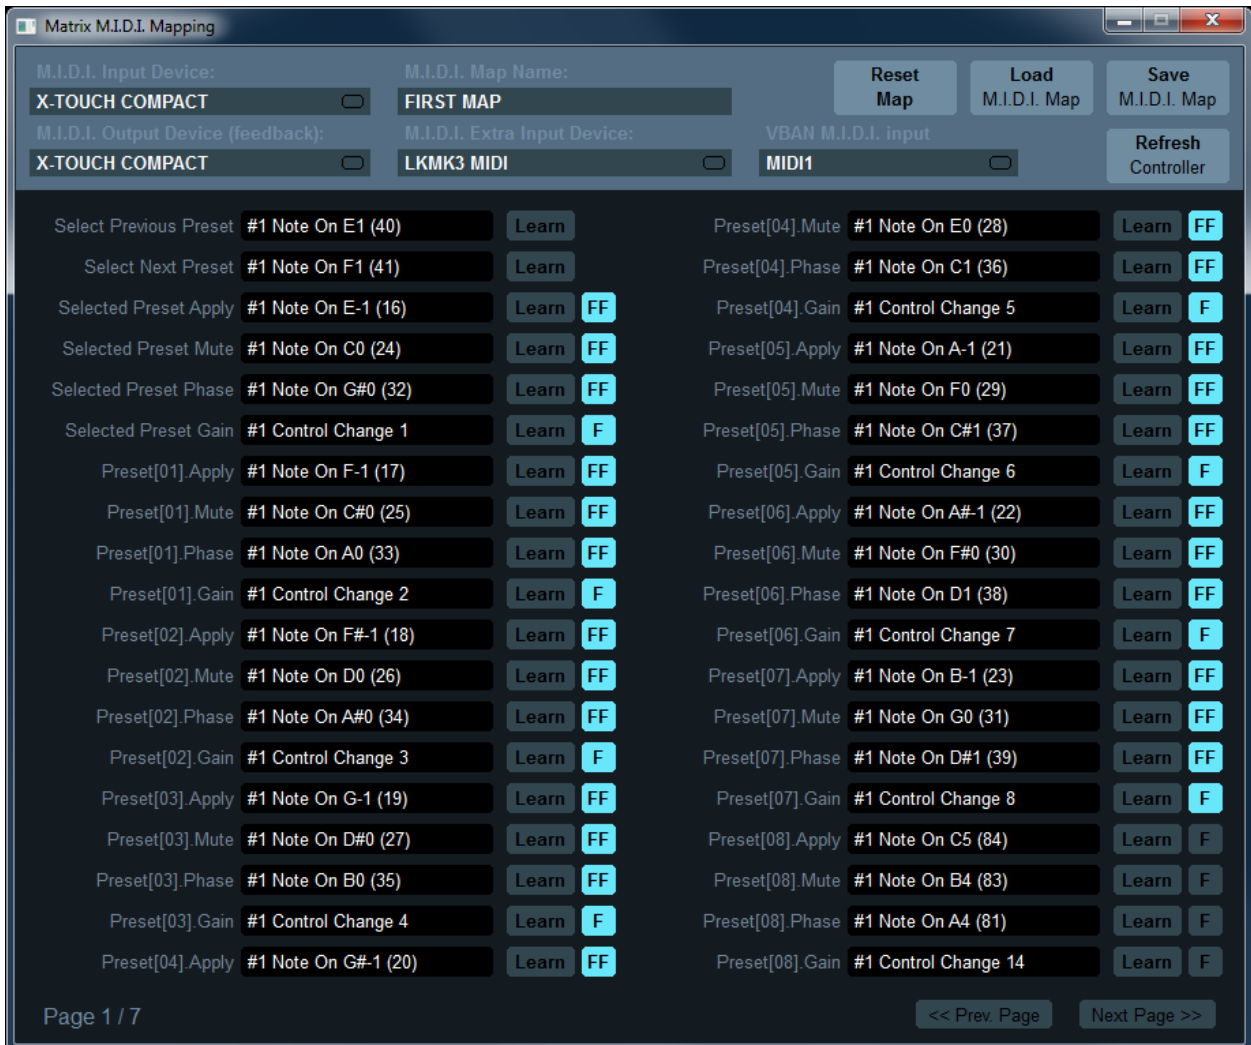 Matrix M.I.D.I. Mapping
M.I.D.I. Input Device:
M.I.D.I. Map Name:
X-TOUCH COMPACT
FIRST MAP
Reset Map
Load M.I.D.I. Map
Save M.I.D.I. Map
M.I.D.I. Output Device (feedback):
M.I.D.I. Extra Input Device:
VBAN M.I.D.I. input
X-TOUCH COMPACT
LKMK3 MIDI
MIDI1
Refresh Controller
Select Previous Preset #1 Note On E1 (40) Learn
Select Next Preset #1 Note On F1 (41) Learn
Selected Preset Apply #1 Note On E-1 (16) Learn FF
Selected Preset Mute #1 Note On C0 (24) Learn FF
Selected Preset Phase #1 Note On G#0 (32) Learn FF
Selected Preset Gain #1 Control Change 1 Learn F
Preset[01].Apply #1 Note On F-1 (17) Learn FF
Preset[01].Mute #1 Note On C#0 (25) Learn FF
Preset[01].Phase #1 Note On A0 (33) Learn FF
Preset[01].Gain #1 Control Change 2 Learn F
Preset[02].Apply #1 Note On F#-1 (18) Learn FF
Preset[02].Mute #1 Note On D0 (26) Learn FF
Preset[02].Phase #1 Note On A#0 (34) Learn FF
Preset[02].Gain #1 Control Change 3 Learn F
Preset[03].Apply #1 Note On G-1 (19) Learn FF
Preset[03].Mute #1 Note On D#0 (27) Learn FF
Preset[03].Phase #1 Note On B0 (35) Learn FF
Preset[03].Gain #1 Control Change 4 Learn F
Preset[04].Apply #1 Note On G#-1 (20) Learn FF
Preset[04].Mute #1 Note On E0 (28) Learn FF
Preset[04].Phase #1 Note On C1 (36) Learn FF
Preset[04].Gain #1 Control Change 5 Learn F
Preset[05].Apply #1 Note On A-1 (21) Learn FF
Preset[05].Mute #1 Note On F0 (29) Learn FF
Preset[05].Phase #1 Note On C#1 (37) Learn FF
Preset[05].Gain #1 Control Change 6 Learn F
Preset[06].Apply #1 Note On A#-1 (22) Learn FF
Preset[06].Mute #1 Note On F#0 (30) Learn FF
Preset[06].Phase #1 Note On D1 (38) Learn FF
Preset[06].Gain #1 Control Change 7 Learn F
Preset[07].Apply #1 Note On B-1 (23) Learn FF
Preset[07].Mute #1 Note On G0 (31) Learn FF
Preset[07].Phase #1 Note On D#1 (39) Learn FF
Preset[07].Gain #1 Control Change 8 Learn F
Preset[08].Apply #1 Note On C5 (84) Learn F
Preset[08].Mute #1 Note On B4 (83) Learn F
Preset[08].Phase #1 Note On A4 (81) Learn F
Preset[08].Gain #1 Control Change 14 Learn F
Page 1 / 7
<< Prev. Page
Next Page >>